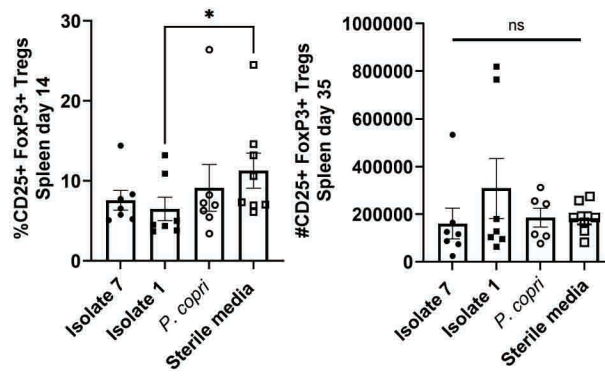 %CD25+ FoxP3+ Tregs
Spleen day 14
30
20
10
0
*
Isolate 7
Isolate 1
P. copri
Sterile media
#CD25+ FoxP3+ Tregs
Spleen day 35
1000000
800000
600000
400000
200000
0
ns
Isolate 7
Isolate 1
P. copri
Sterile media